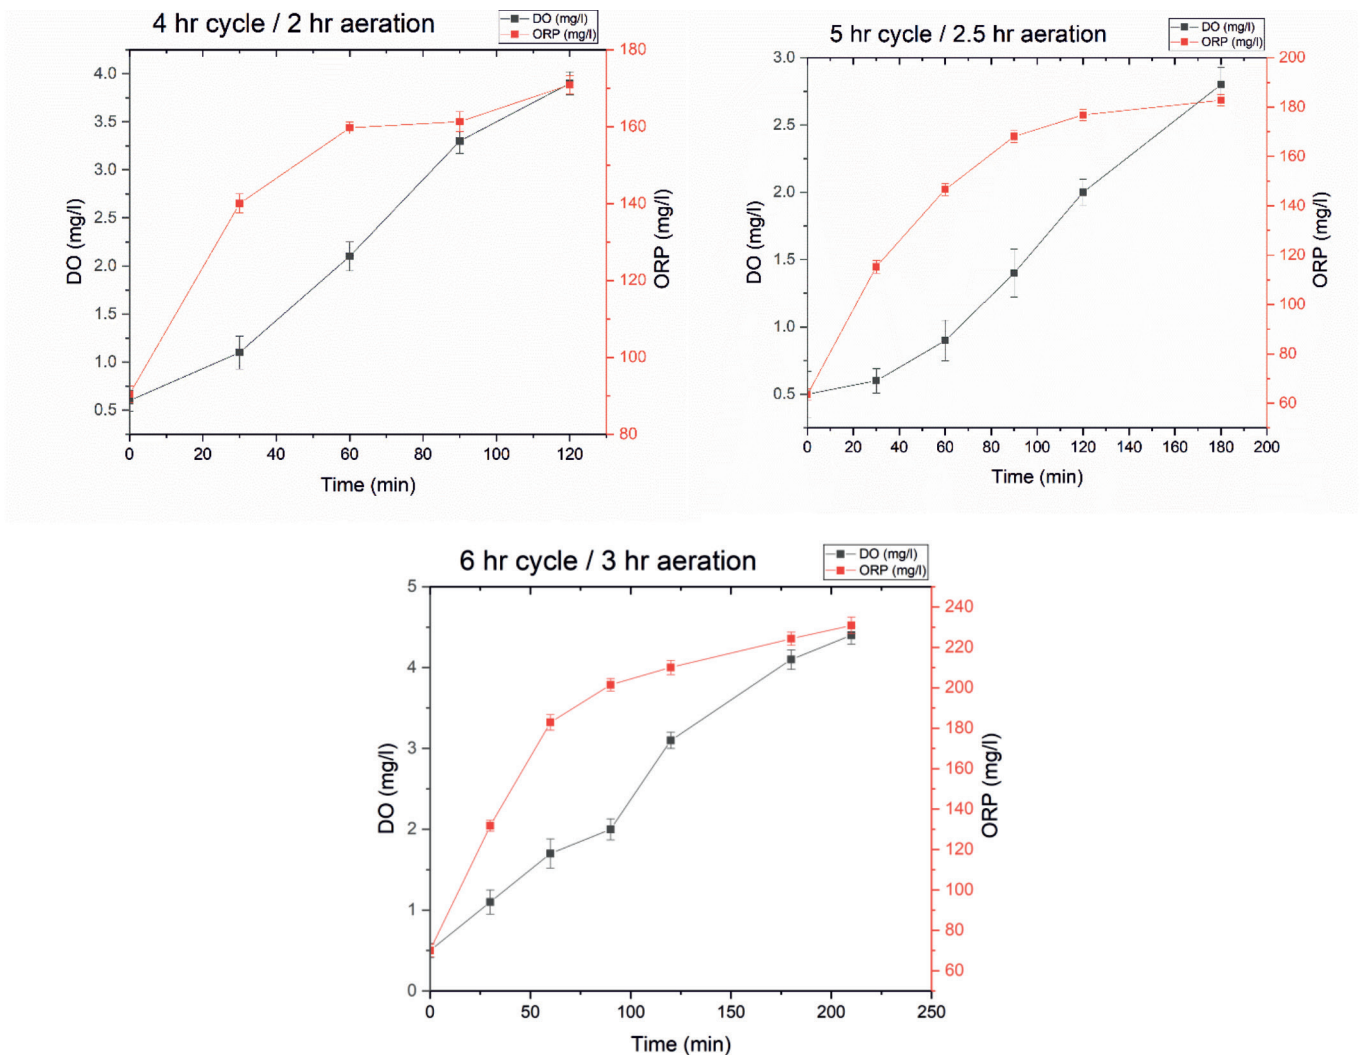 4 hr cycle / 2 hr aeration
DO (mg/l)
ORP (mg/l)
4.0
3.5
3.0
2.5
2.0
1.5
1.0
0.5
DO (mg/l)
180
160
140
120
100
80
ORP (mg/l)
0 20 40 60 80 100 120
Time (min)
5 hr cycle / 2.5 hr aeration
DO (mg/l)
ORP (mg/l)
3.0
2.5
2.0
1.5
1.0
0.5
DO (mg/l)
200
180
160
140
120
100
80
60
ORP (mg/l)
0 20 40 60 80 100 120 140 160 180 200
Time (min)
6 hr cycle / 3 hr aeration
DO (mg/l)
ORP (mg/l)
5
4
3
2
1
0
DO (mg/l)
240
220
200
180
160
140
120
100
80
60
ORP (mg/l)
0 50 100 150 200 250
Time (min)